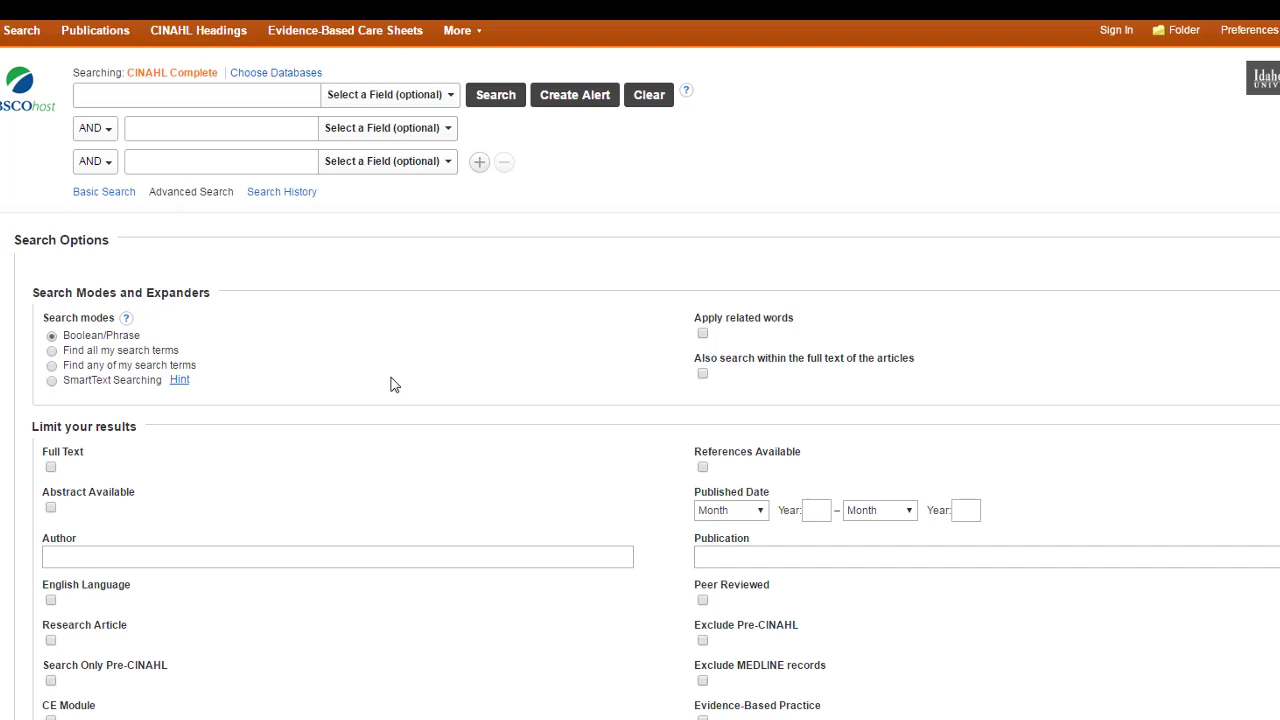 Search Publications CINAHL Headings Evidence-Based Care Sheets More Sign In Folder Preferences
Searching: CINAHL Complete Choose Databases
Select a Field (optional) Search Create Alert Clear ?
BSCOhost
AND Select a Field (optional)
AND Select a Field (optional)
Basic Search Advanced Search Search History
Search Options
Search Modes and Expanders
Search modes ? Apply related words
Boolean/Phrase
Find all my search terms
Also search within the full text of the articles
Find any of my search terms
SmartText Searching Hint
Limit your results
Full Text References Available
Abstract Available Published Date
Month Year: – Month Year:
Author Publication
English Language Peer Reviewed
Research Article Exclude Pre-CINAHL
Search Only Pre-CINAHL Exclude MEDLINE records
CE Module Evidence-Based Practice